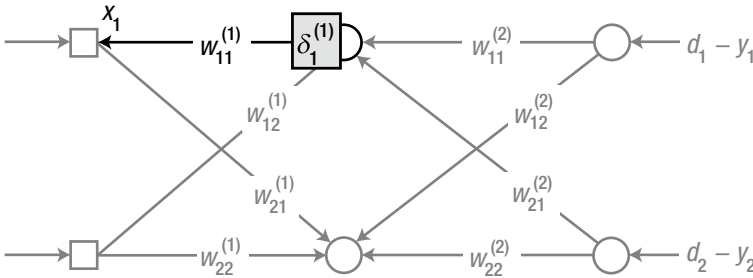 x₁
w₁₁⁽¹⁾ δ₁⁽¹⁾ w₁₁⁽²⁾ d₁ – y₁
w₁₂⁽¹⁾ w₁₂⁽²⁾
w₂₁⁽¹⁾ w₂₁⁽²⁾
w₂₂⁽¹⁾ w₂₂⁽²⁾ d₂ – y₂